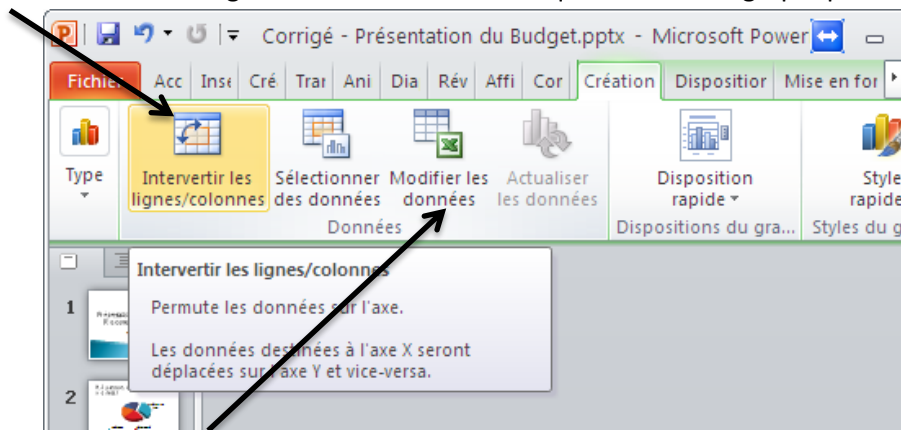 Corrigé - Présentation du Budget.pptx - Microsoft Power
Fichier Acc Inse Cré Trar Ani Dia Rév Affi Cor Création Dispositior Mise en for
Type Intervertir les lignes/colonnes Sélectionner des données Modifier les données Actualiser les données Disposition rapide Style rapide
Données Dispositions du gra... Styles du g
Intervertir les lignes/colonnes
1 Permute les données sur l'axe.
Les données destinées à l'axe X seront
déplacées sur l'axe Y et vice-versa.
2